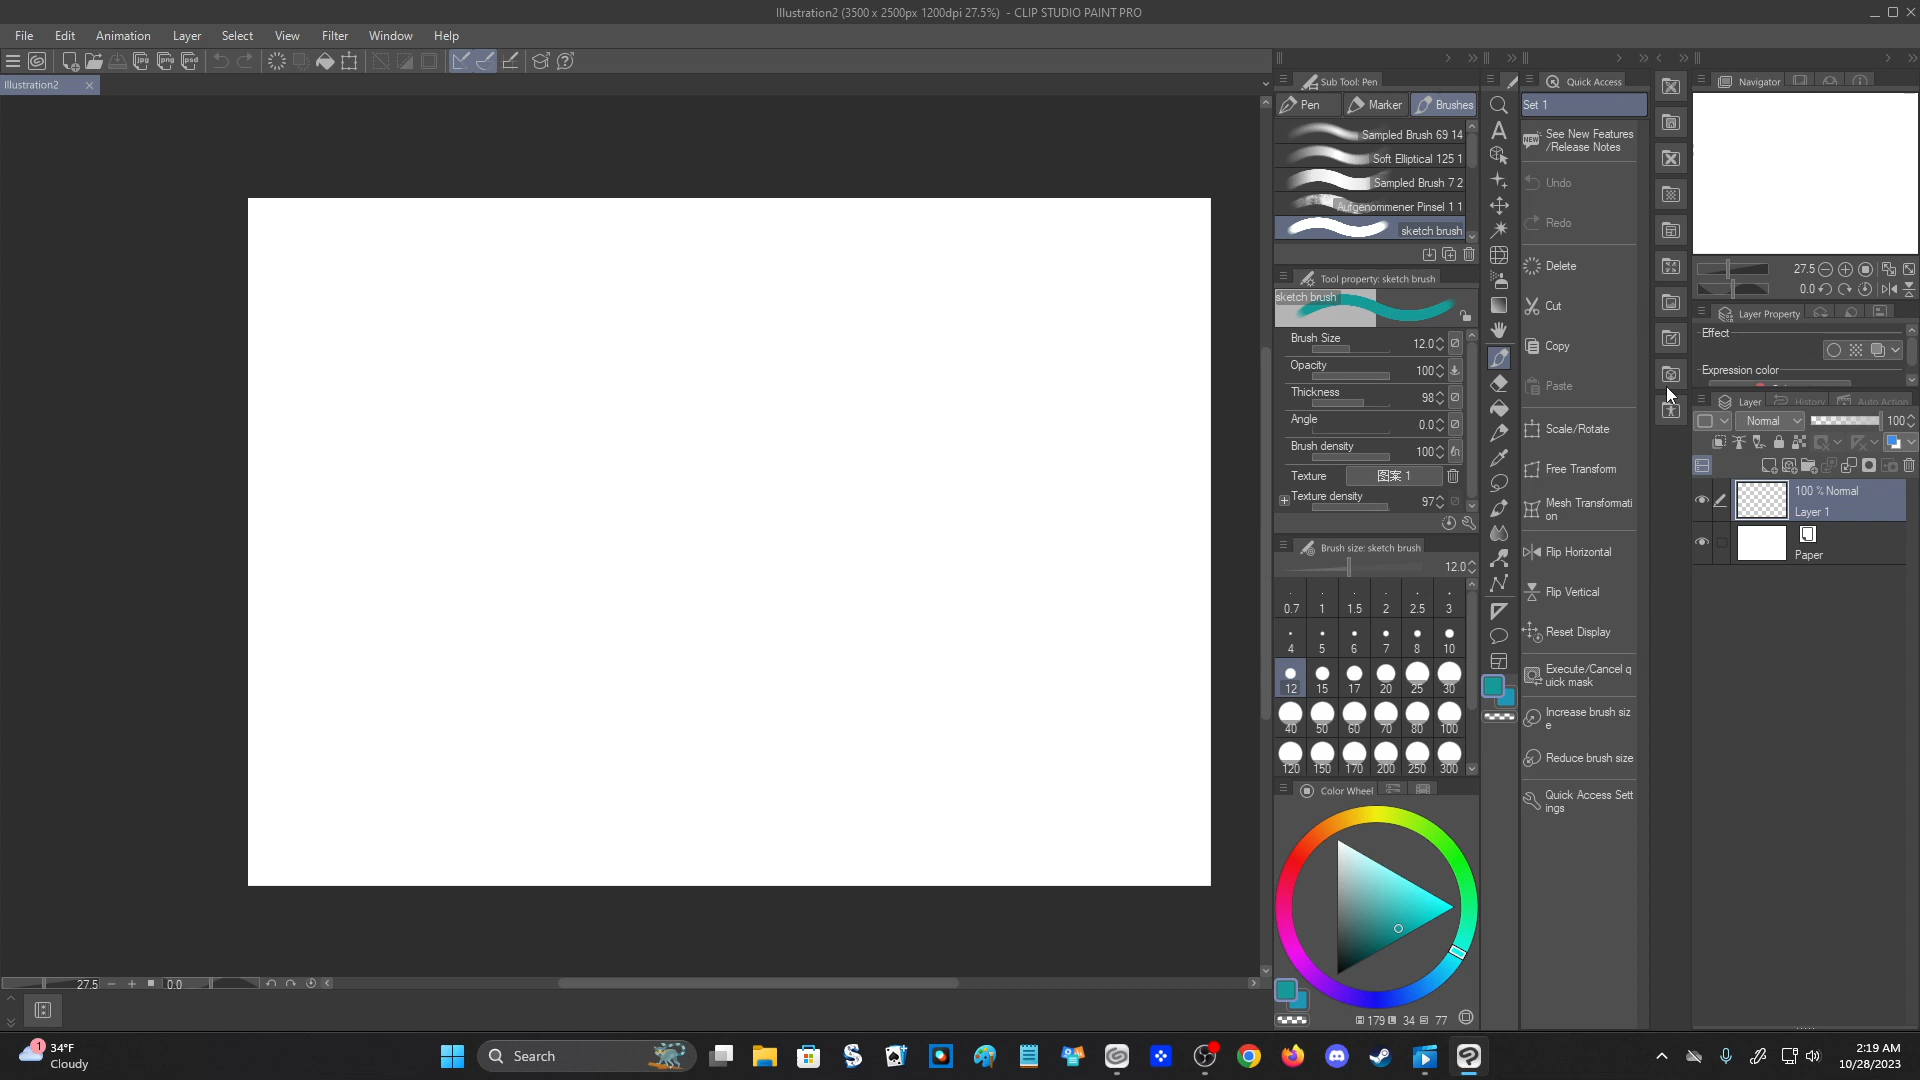 Illustration2 (3500 x 2500px 1200dpi 27.5%) - CLIP STUDIO PAINT PRO
File Edit Animation Layer Select View Filter Window Help
Illustration2
Sub Tool: Pen
Pen Marker Brushes
Sampled Brush 69 14
Soft Elliptical 125 1
Sampled Brush 7 2
Aufgenommener Pinsel 1 1
sketch brush
Tool property: sketch brush
sketch brush
Brush Size 12.0
Opacity 100
Thickness 98
Angle 0.0
Brush density 100
Texture 图案 1
Texture density 97
Brush size: sketch brush
12.0
0.7 1 1.5 2 2.5 3
4 5 6 7 8 10
12 15 17 20 25 30
40 50 60 70 80 100
120 150 170 200 250 300
Color Wheel
H 179 L 34 S 77
Quick Access
Set 1
See New Features
/Release Notes
Undo
Redo
Delete
Cut
Copy
Paste
Scale/Rotate
Free Transform
Mesh Transformati
on
Flip Horizontal
Flip Vertical
Reset Display
Execute/Cancel q
uick mask
Increase brush siz
e
Reduce brush size
Quick Access Sett
ings
Navigator
27.5
0.0
Layer Property
Effect
Expression color
Layer History Auto Action
Normal 100
100 % Normal
Layer 1
Paper
27.5 0.0
1
34°F
Cloudy
Search
2:19 AM
10/28/2023